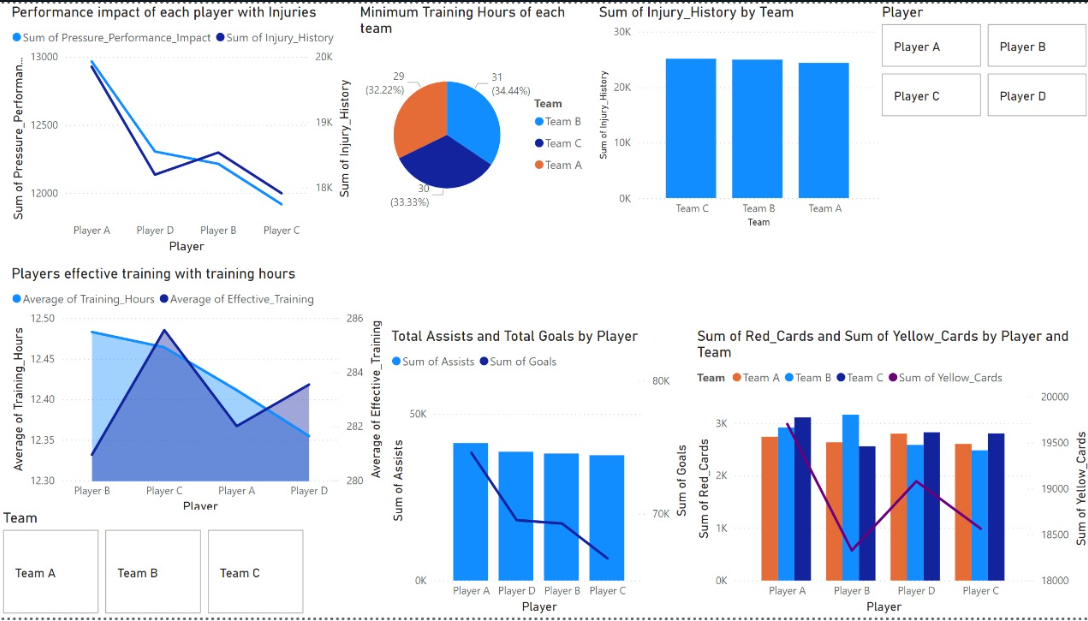 Performance impact of each player with Injuries
Sum of Pressure_Performance_Impact Sum of Injury_History
Sum of Pressure_Performan...
13000
12500
12000
20K
19K
18K
Sum of Injury_History
Player A Player D Player B Player C
Player
Minimum Training Hours of each
team
29
(32.22%)
31
(34.44%)
30
(33.33%)
Team
Team B
Team C
Team A
Sum of Injury_History by Team
Sum of Injury_History
30K
20K
10K
0K
Team C Team B Team A
Team
Player
Player A Player B
Player C Player D
Players effective training with training hours
Average of Training_Hours Average of Effective_Training
Average of Training_Hours
12.50
12.45
12.40
12.35
12.30
286
284
282
280
Average of Effective_Training
Player B Player C Player A Player D
Player
Team
Team A Team B Team C
Total Assists and Total Goals by Player
Sum of Assists Sum of Goals
Sum of Assists
50K
0K
80K
70K
Sum of Goals
Player A Player D Player B Player C
Player
Sum of Red_Cards and Sum of Yellow_Cards by Player and
Team
Team Team A Team B Team C Sum of Yellow_Cards
Sum of Red_Cards
3K
2K
1K
0K
20000
19500
19000
18500
18000
Sum of Yellow_Cards
Player A Player B Player D Player C
Player